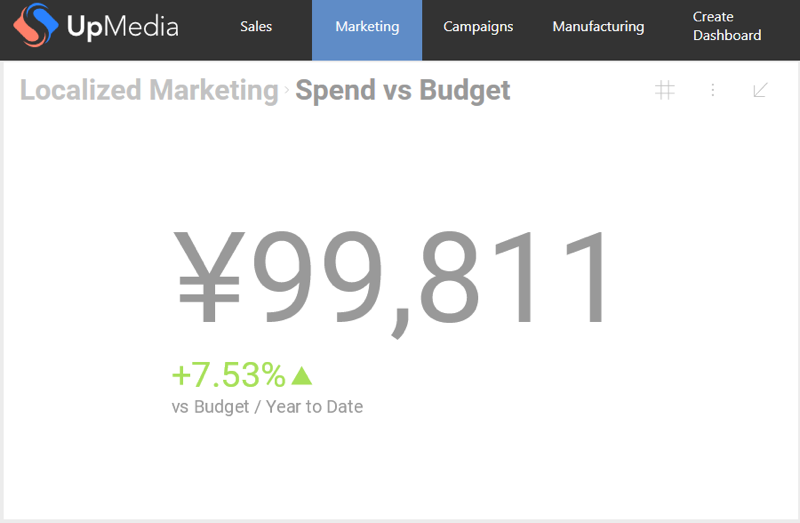 UpMedia
Sales
Marketing
Campaigns
Manufacturing
Create
Dashboard
Localized Marketing › Spend vs Budget
¥99,811
+7.53%▲
vs Budget / Year to Date